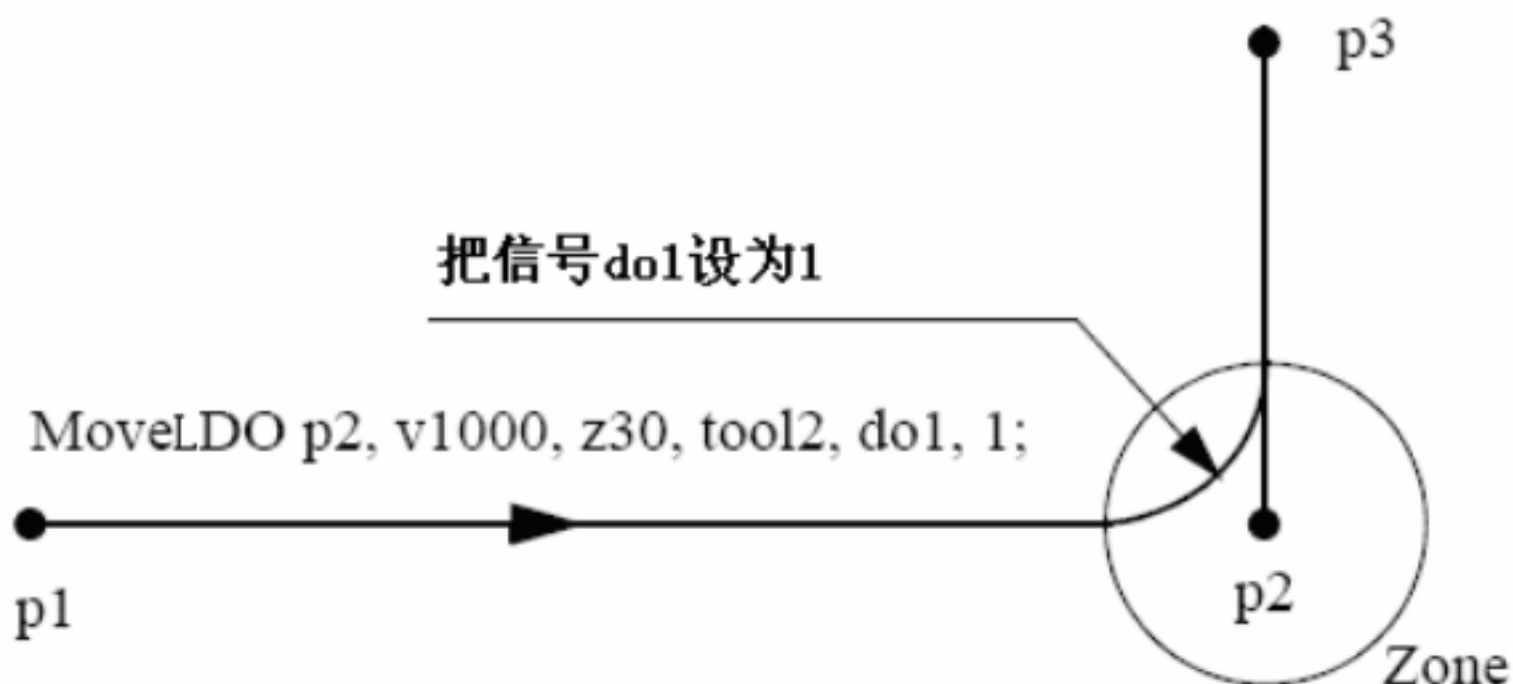 p3
把信号do1设为1
MoveLDO p2, v1000, z30, tool2, do1, 1;
p1
p2
Zone